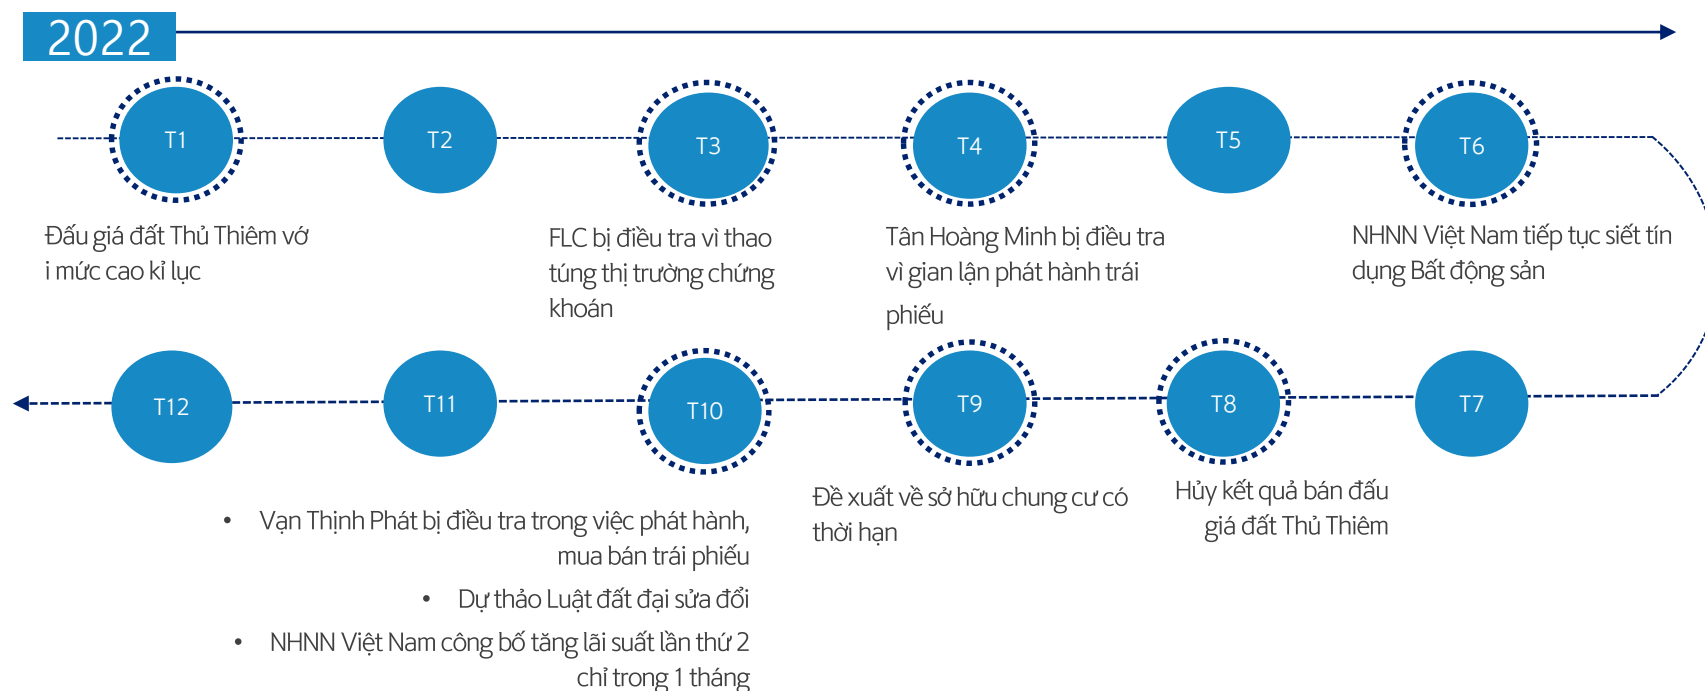 2022
T1
T2
T3
T4
T5
T6
Đấu giá đất Thủ Thiêm vớ
i mức cao kỉ lục
FLC bị điều tra vì thao
túng thị trường chứng
khoán
Tân Hoàng Minh bị điều tra
vì gian lận phát hành trái
phiếu
NHNN Việt Nam tiếp tục siết tín
dụng Bất động sản
T12
T11
T10
T9
T8
T7
• Vạn Thịnh Phát bị điều tra trong việc phát hành,
mua bán trái phiếu
• Dự thảo Luật đất đại sửa đổi
• NHNN Việt Nam công bố tăng lãi suất lần thứ 2
chỉ trong 1 tháng
Đề xuất về sở hữu chung cư có
thời hạn
Hủy kết quả bán đấu
giá đất Thủ Thiêm